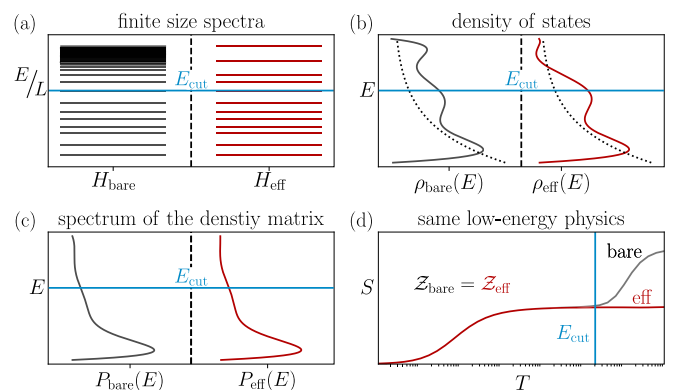 (a) finite size spectra
E/L
E_cut
H_bare H_eff
(b) density of states
E
E_cut
ρ_bare(E) ρ_eff(E)
(c) spectrum of the denstiy matrix
E
E_cut
P_bare(E) P_eff(E)
(d) same low-energy physics
bare
S
𝒵_bare = 𝒵_eff
eff
E_cut
T